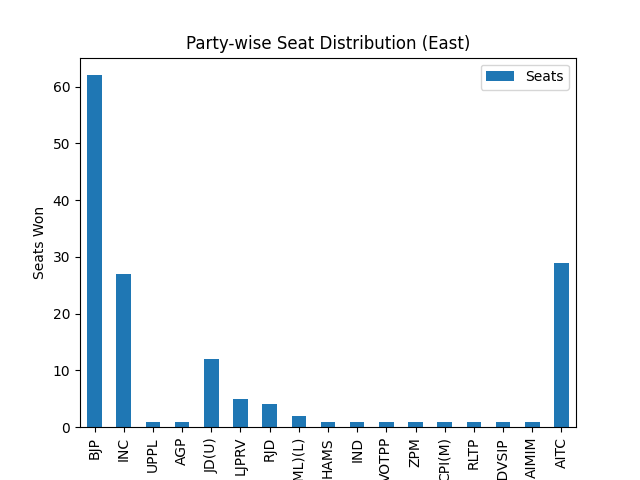 Party-wise Seat Distribution (East)
Seats
Seats Won
60
50
40
30
20
10
0
BJP
INC
UPPL
AGP
JD(U)
LJPRV
RJD
ML)(L)
HAMS
IND
VOTPP
ZPM
CPI(M)
RLTP
ADVSIP
AIMIM
AITC